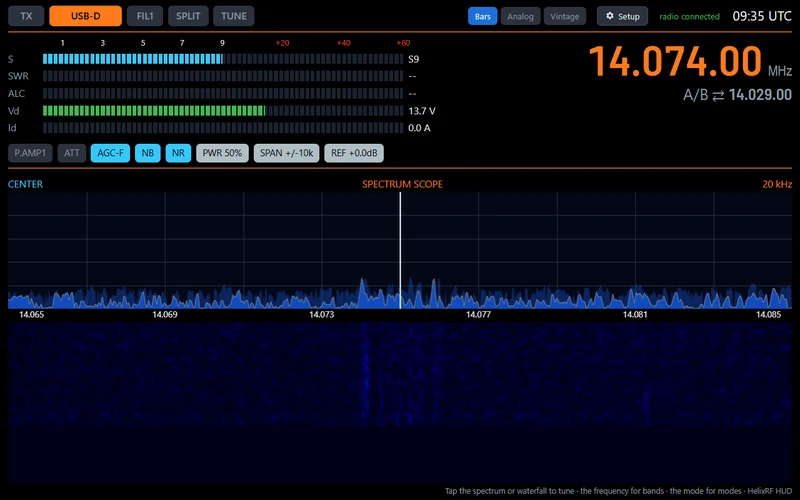 TX USB-D FIL1 SPLIT TUNE Bars Analog Vintage Setup radio connected 09:35 UTC
1 3 5 7 9 +20 +40 +60
S S9
SWR --
ALC --
Vd 13.7 V
Id 0.0 A
14.074.00 MHz
A/B ⇄ 14.029.00
P.AMP1 ATT AGC-F NB NR PWR 50% SPAN +/-10k REF +0.0dB
CENTER SPECTRUM SCOPE 20 kHz
14.065 14.069 14.073 14.077 14.081 14.085
Tap the spectrum or waterfall to tune · the frequency for bands · the mode for modes · HelixRF HUD